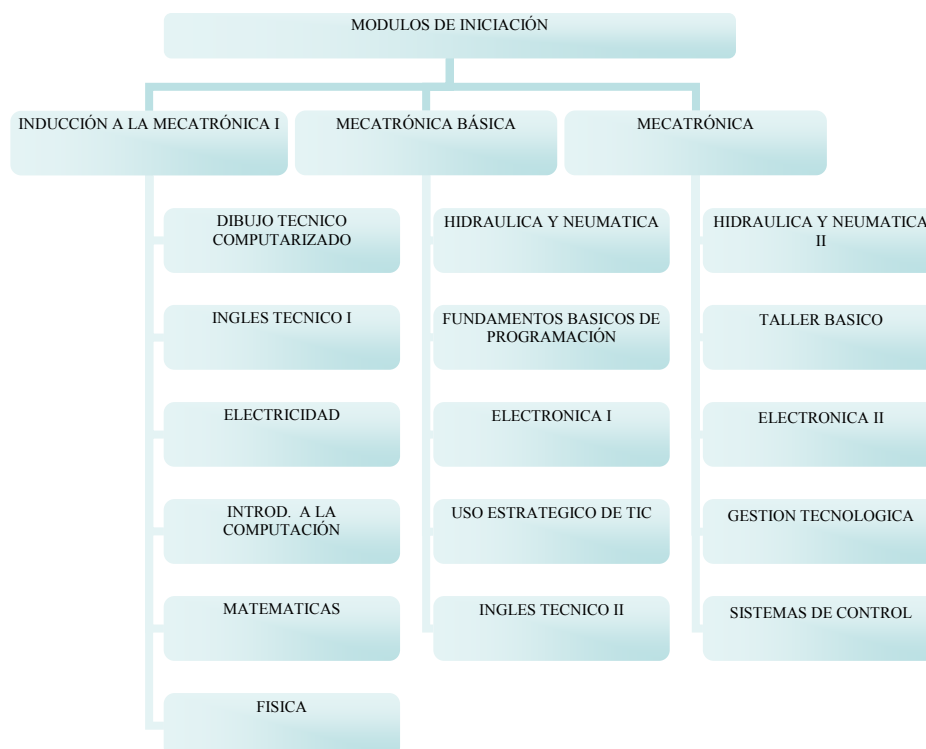 MODULOS DE INICIACIÓN
INDUCCIÓN A LA MECATRÓNICA I
MECATRÓNICA BÁSICA
MECATRÓNICA
DIBUJO TECNICO
COMPUTARIZADO
INGLES TECNICO I
ELECTRICIDAD
INTROD. A LA
COMPUTACIÓN
MATEMATICAS
FISICA
HIDRAULICA Y NEUMATICA
FUNDAMENTOS BASICOS DE
PROGRAMACIÓN
ELECTRÓNICA I
USO ESTRATEGICO DE TIC
INGLES TECNICO II
HIDRAULICA Y NEUMATICA
II
TALLER BASICO
ELECTRONICA II
GESTION TECNOLOGICA
SISTEMAS DE CONTROL